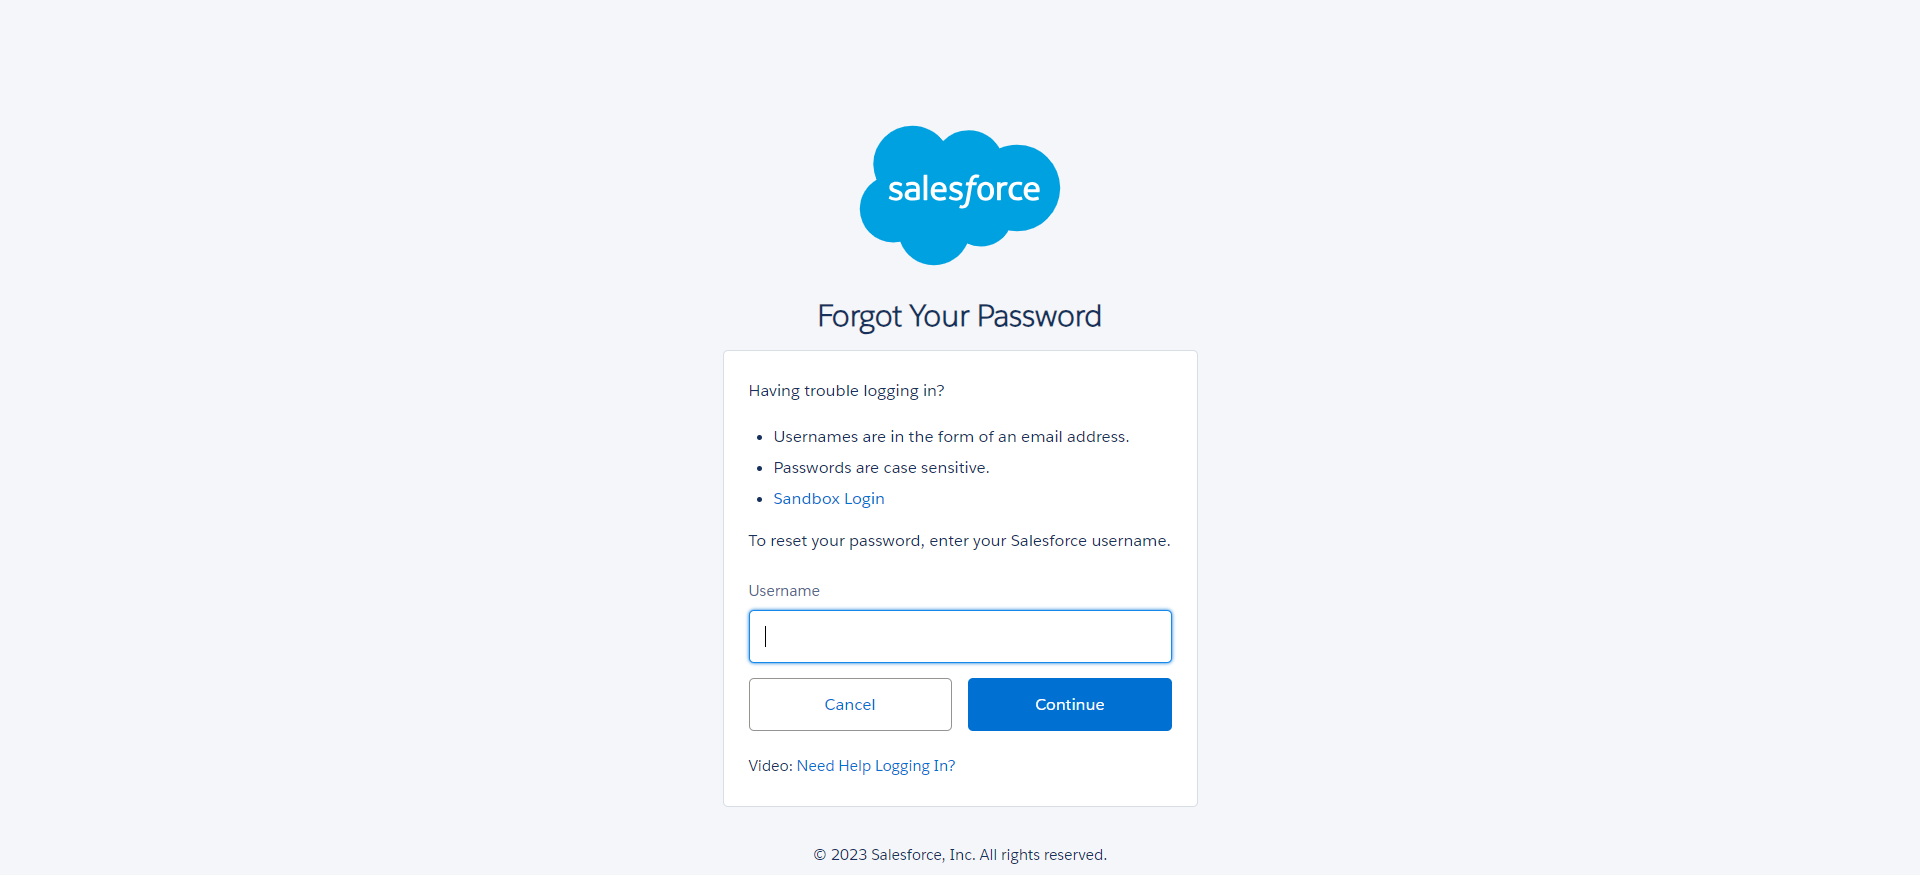 salesforce
Forgot Your Password
Having trouble logging in?
• Usernames are in the form of an email address.
• Passwords are case sensitive.
• Sandbox Login
To reset your password, enter your Salesforce username.
Username
Cancel
Continue
Video: Need Help Logging In?
© 2023 Salesforce, Inc. All rights reserved.